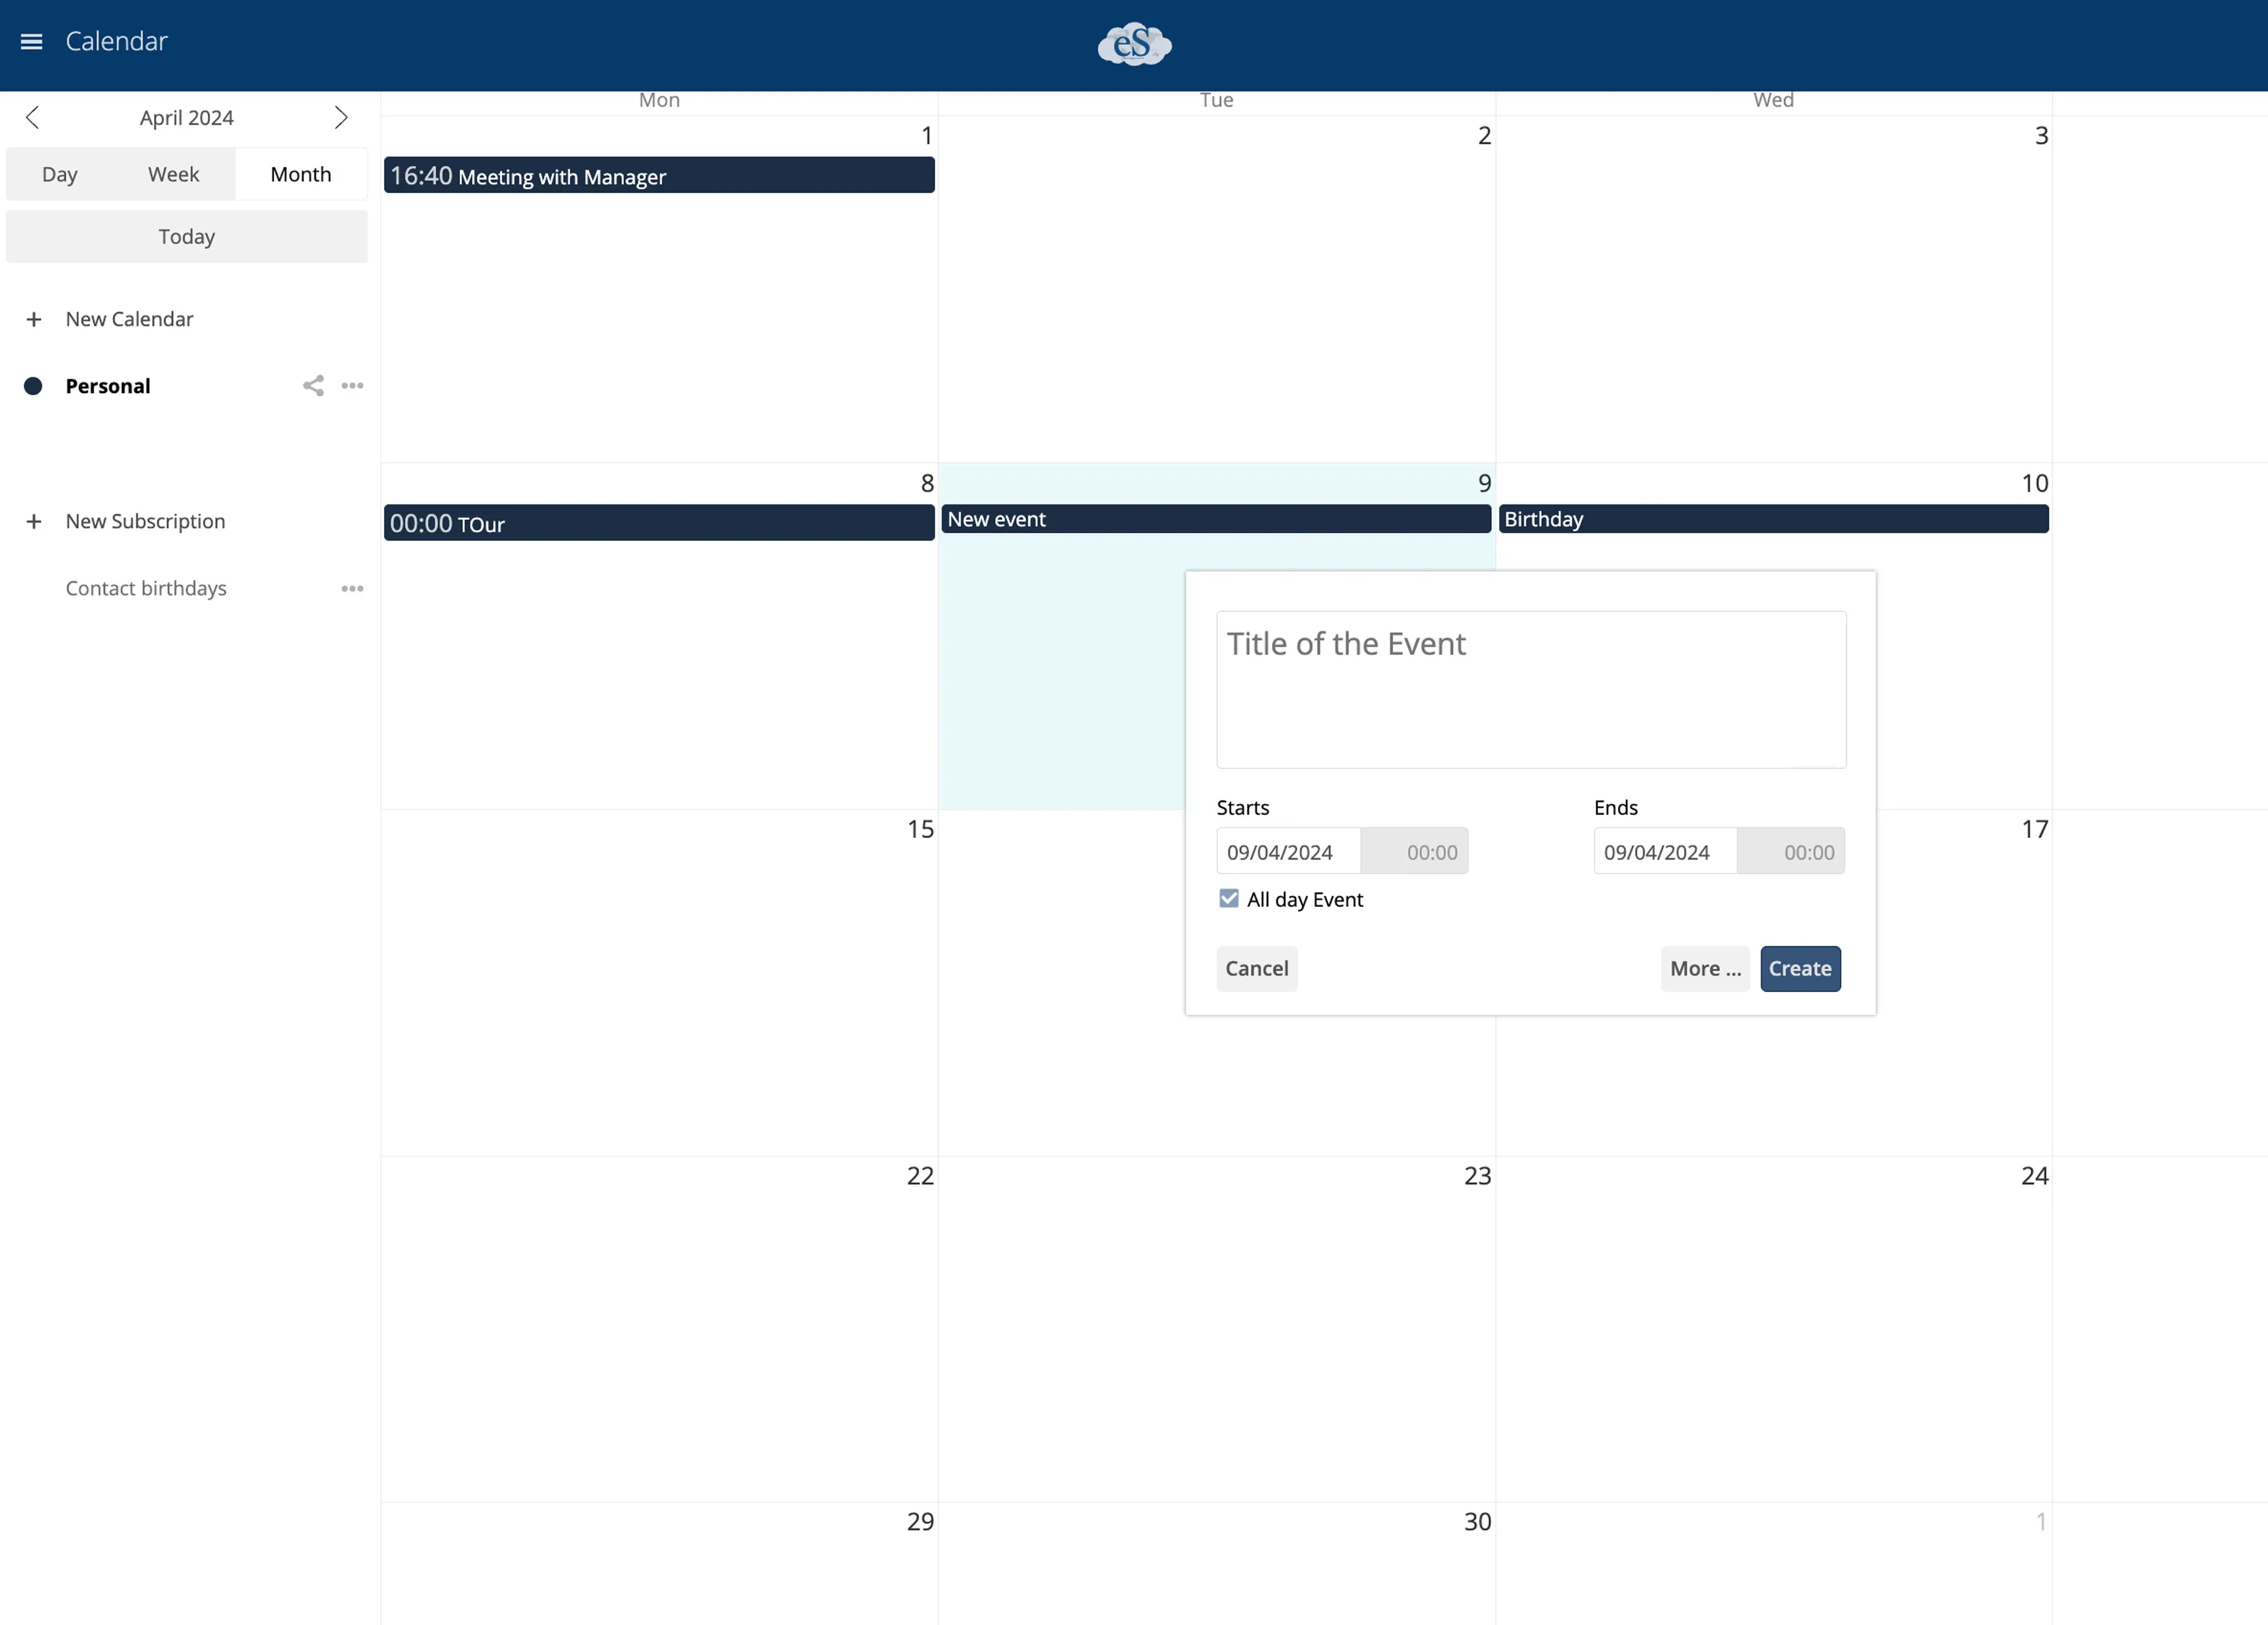 Calendar
eS
April 2024
Day Week Month
Today
+ New Calendar
Personal
+ New Subscription
Contact birthdays
Mon Tue Wed
1 2 3
16:40 Meeting with Manager
8 9 10
00:00 TOur New event Birthday
15 17
22 23 24
29 30 1
Title of the Event
Starts Ends
09/04/2024 00:00 09/04/2024 00:00
All day Event
Cancel More ... Create